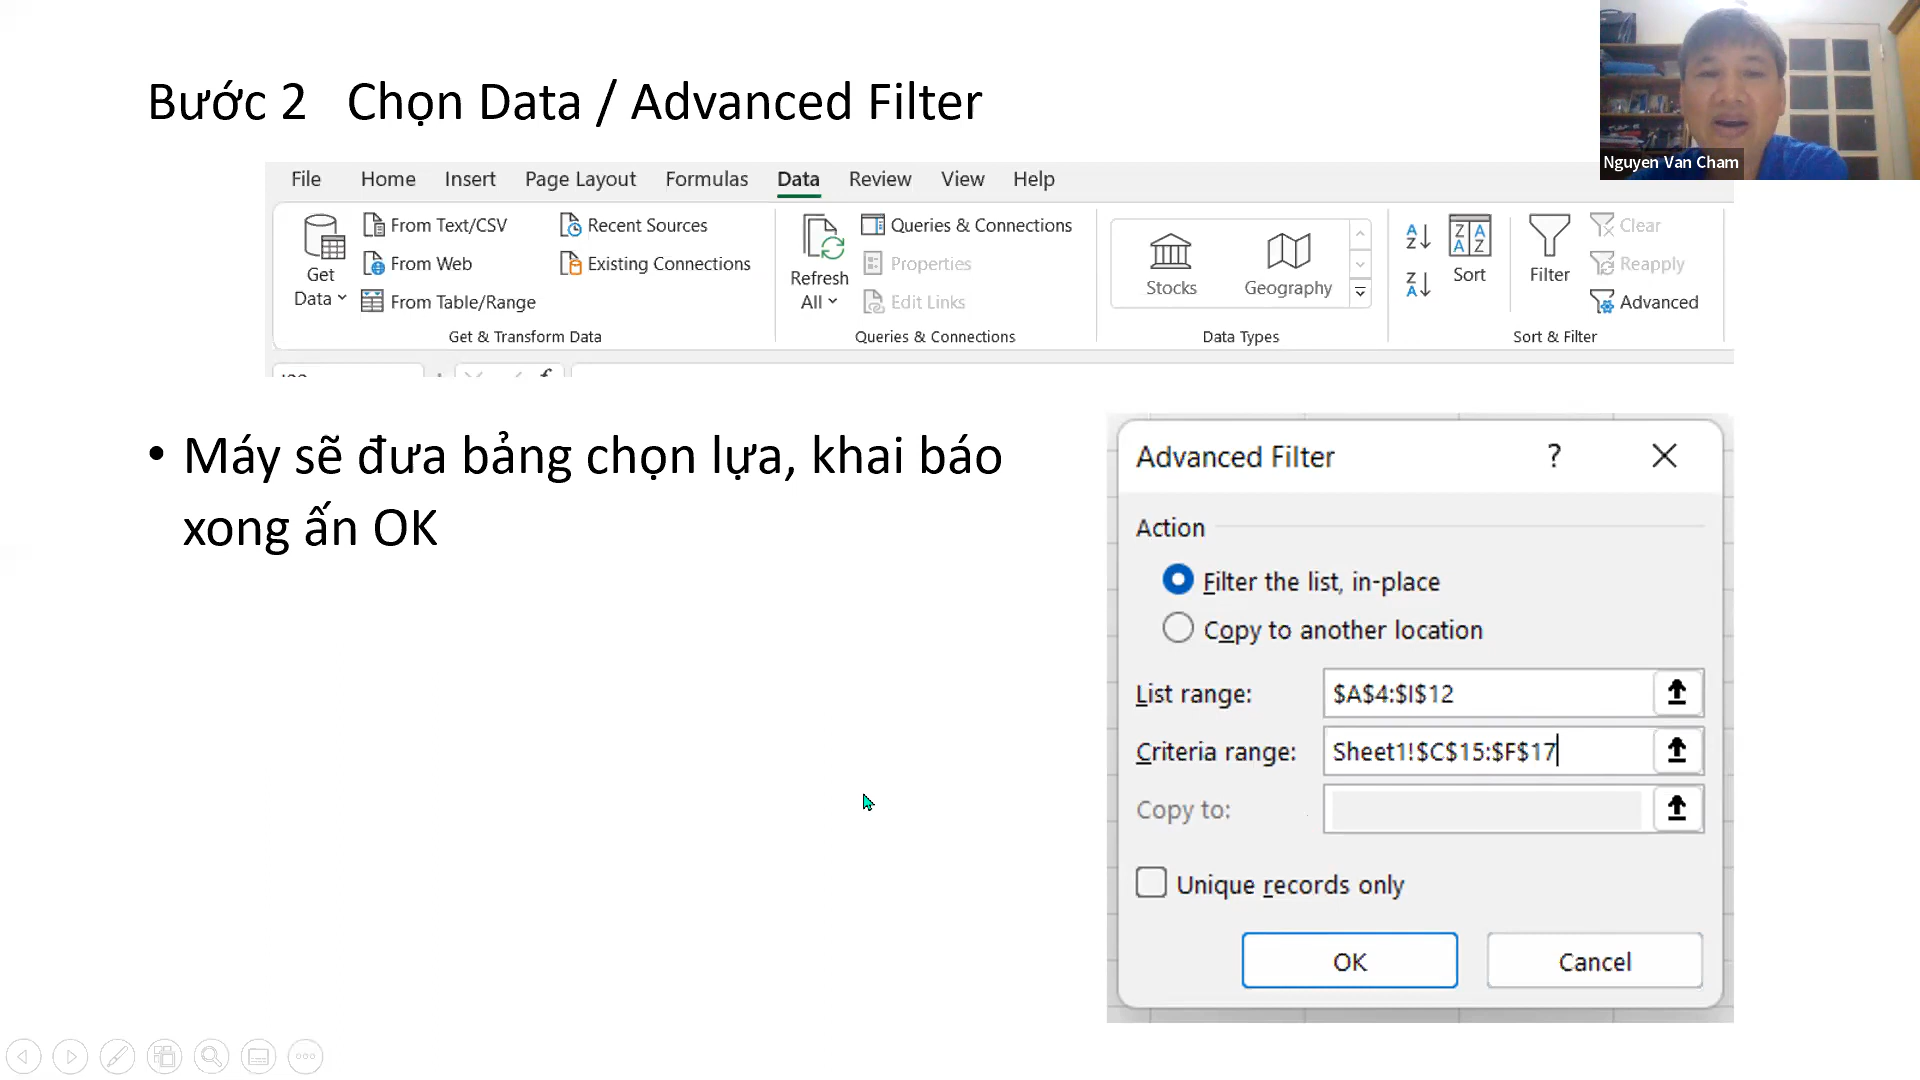 Bước 2 Chọn Data / Advanced Filter
Nguyen Van Cham
File Home Insert Page Layout Formulas Data Review View Help
Get Data
From Text/CSV
From Web
From Table/Range
Recent Sources
Existing Connections
Get & Transform Data
Refresh All
Queries & Connections
Properties
Edit Links
Queries & Connections
Stocks
Geography
Data Types
Sort
Filter
Clear
Reapply
Advanced
Sort & Filter
• Máy sẽ đưa bảng chọn lựa, khai báo
xong ấn OK
Advanced Filter ? 
Action
Filter the list, in-place
Copy to another location
List range: $A$4:$I$12
Criteria range: Sheet1!$C$15:$F$17
Copy to:
Unique records only
OK Cancel